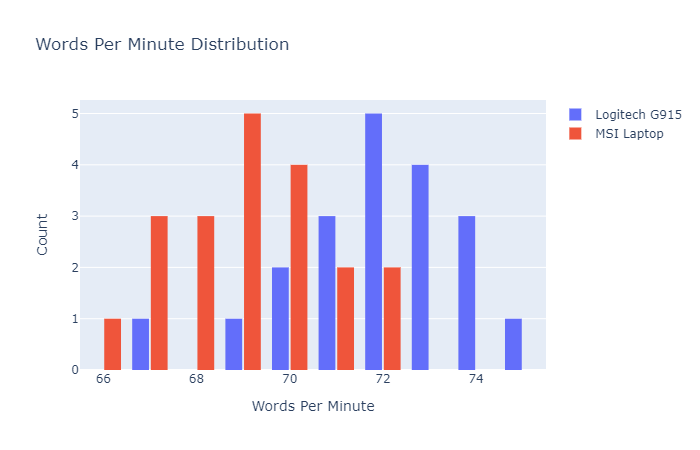 Words Per Minute Distribution
Logitech G915
MSI Laptop
5
4
3
2
1
0
Count
66 68 70 72 74
Words Per Minute